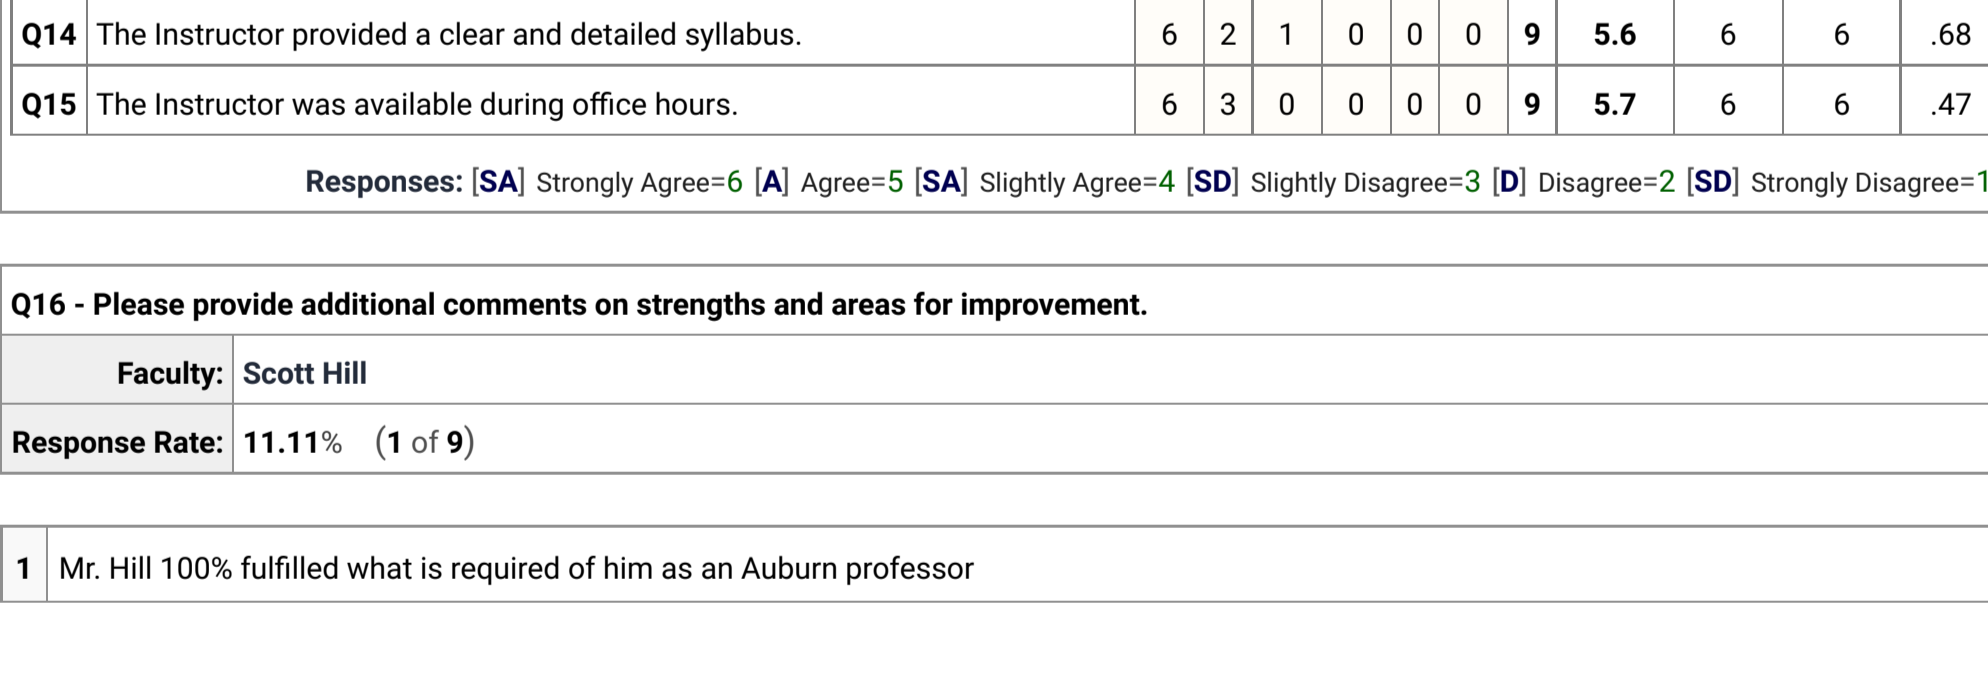 Q14 The Instructor provided a clear and detailed syllabus. 6 2 1 0 0 0 9 5.6 6 6 .68
Q15 The Instructor was available during office hours. 6 3 0 0 0 0 9 5.7 6 6 .47
Responses: [SA] Strongly Agree=6 [A] Agree=5 [SA] Slightly Agree=4 [SD] Slightly Disagree=3 [D] Disagree=2 [SD] Strongly Disagree=1
Q16 - Please provide additional comments on strengths and areas for improvement.
Faculty: Scott Hill
Response Rate: 11.11% (1 of 9)
1 Mr. Hill 100% fulfilled what is required of him as an Auburn professor